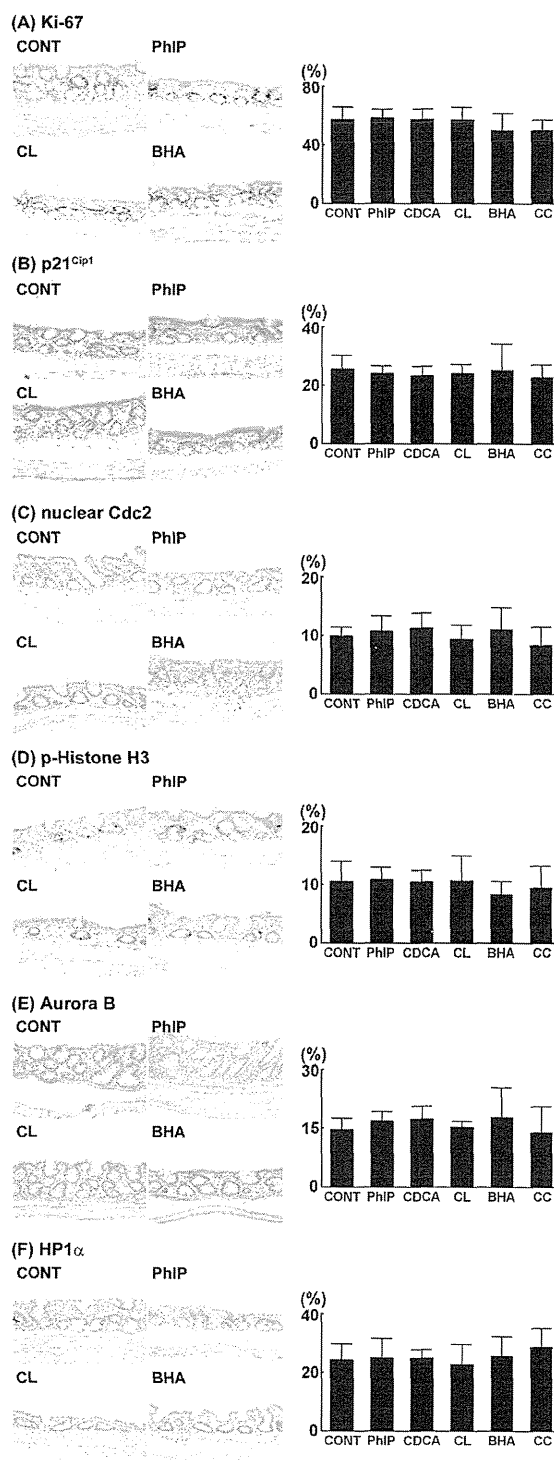 (A) Ki-67
CONT PhIP
CL BHA
(%)
80
40
0
CONT PhIP CDCA CL BHA CC
(B) p21Cip1
CONT PhIP
CL BHA
(%)
40
20
0
CONT PhIP CDCA CL BHA CC
(C) nuclear Cdc2
CONT PhIP
CL BHA
(%)
20
10
0
CONT PhIP CDCA CL BHA CC
(D) p-Histone H3
CONT PhIP
CL BHA
(%)
20
10
0
CONT PhIP CDCA CL BHA CC
(E) Aurora B
CONT PhIP
CL BHA
(%)
30
15
0
CONT PhIP CDCA CL BHA CC
(F) HP1α
CONT PhIP
CL BHA
(%)
40
20
0
CONT PhIP CDCA CL BHA CC